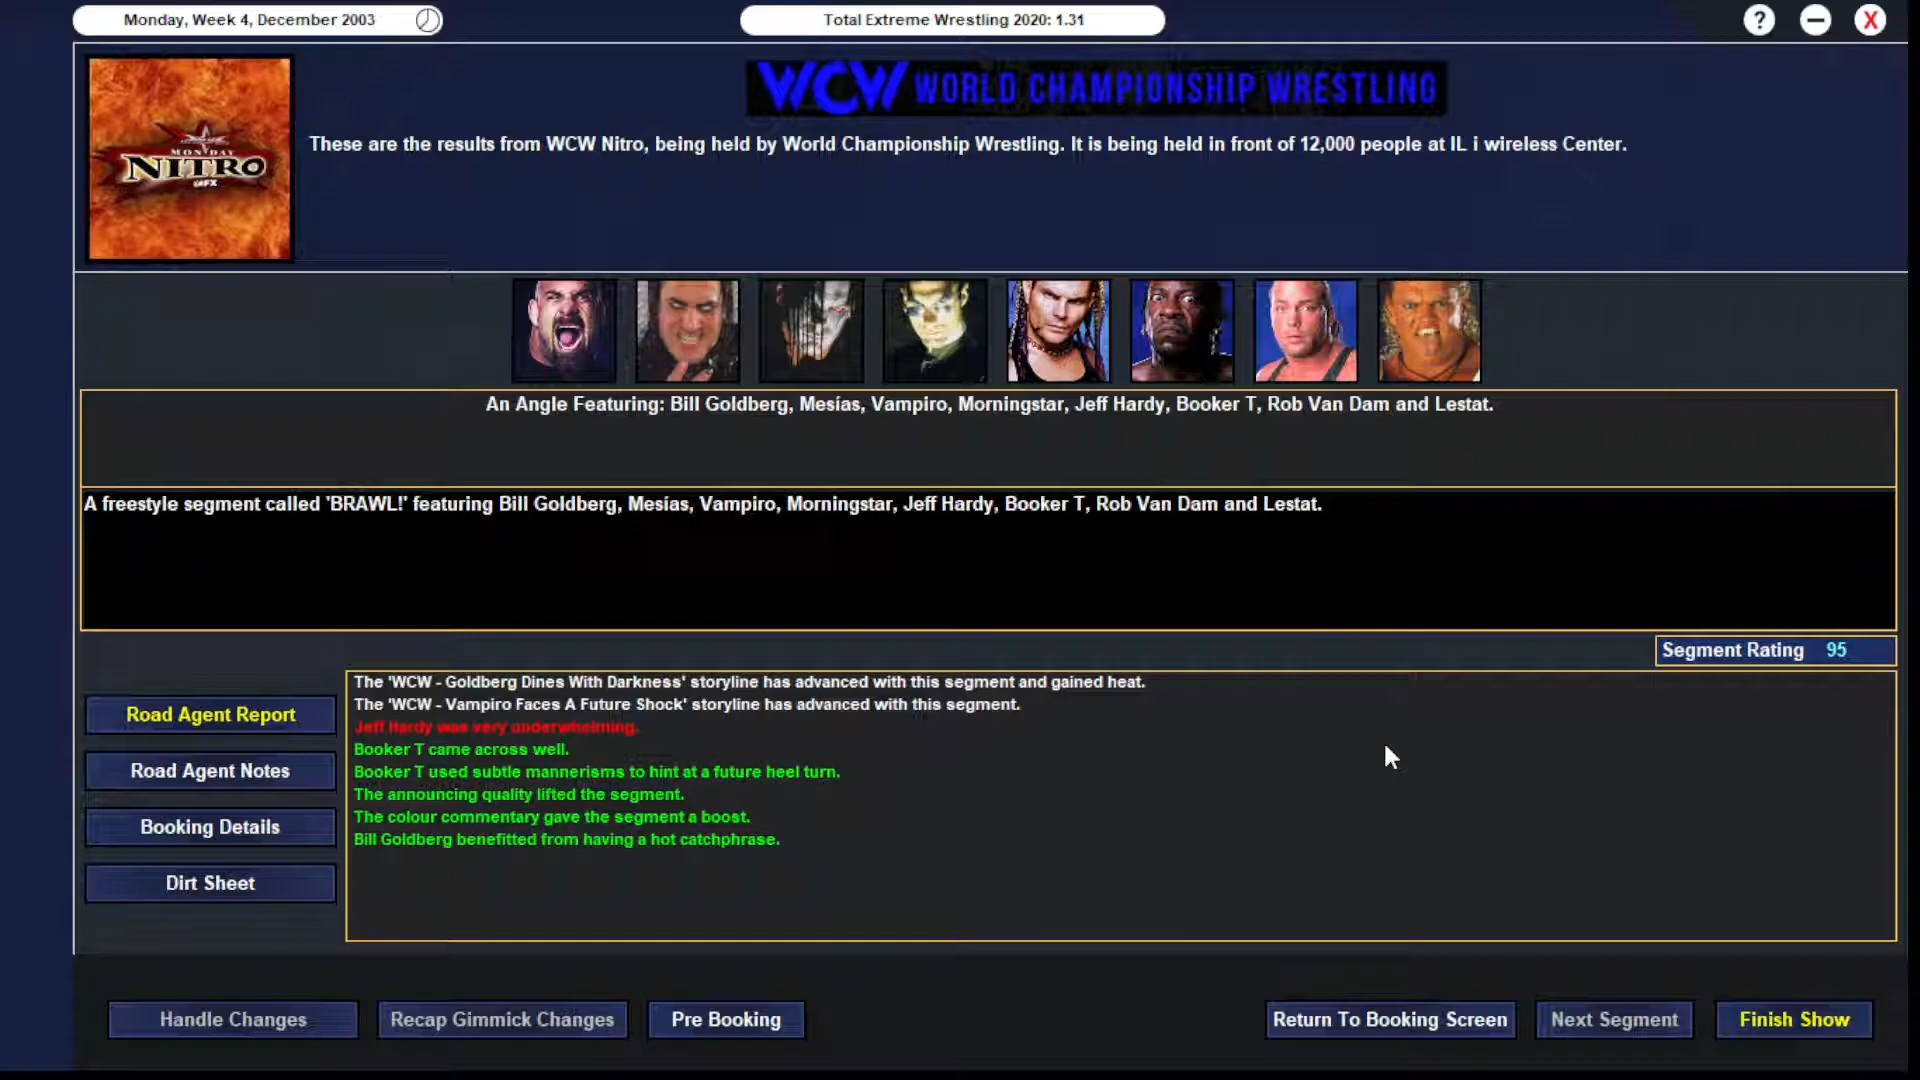 Monday, Week 4, December 2003
Total Extreme Wrestling 2020: 1.31
?
X
WCW WORLD CHAMPIONSHIP WRESTLING
MONDAY
NITRO
These are the results from WCW Nitro, being held by World Championship Wrestling. It is being held in front of 12,000 people at IL i wireless Center.
An Angle Featuring: Bill Goldberg, Mesías, Vampiro, Morningstar, Jeff Hardy, Booker T, Rob Van Dam and Lestat.
A freestyle segment called 'BRAWL!' featuring Bill Goldberg, Mesías, Vampiro, Morningstar, Jeff Hardy, Booker T, Rob Van Dam and Lestat.
Segment Rating 95
The 'WCW - Goldberg Dines With Darkness' storyline has advanced with this segment and gained heat.
The 'WCW - Vampiro Faces A Future Shock' storyline has advanced with this segment.
Jeff Hardy was very underwhelming.
Booker T came across well.
Booker T used subtle mannerisms to hint at a future heel turn.
The announcing quality lifted the segment.
The colour commentary gave the segment a boost.
Bill Goldberg benefitted from having a hot catchphrase.
Road Agent Report
Road Agent Notes
Booking Details
Dirt Sheet
Handle Changes
Recap Gimmick Changes
Pre Booking
Return To Booking Screen
Next Segment
Finish Show